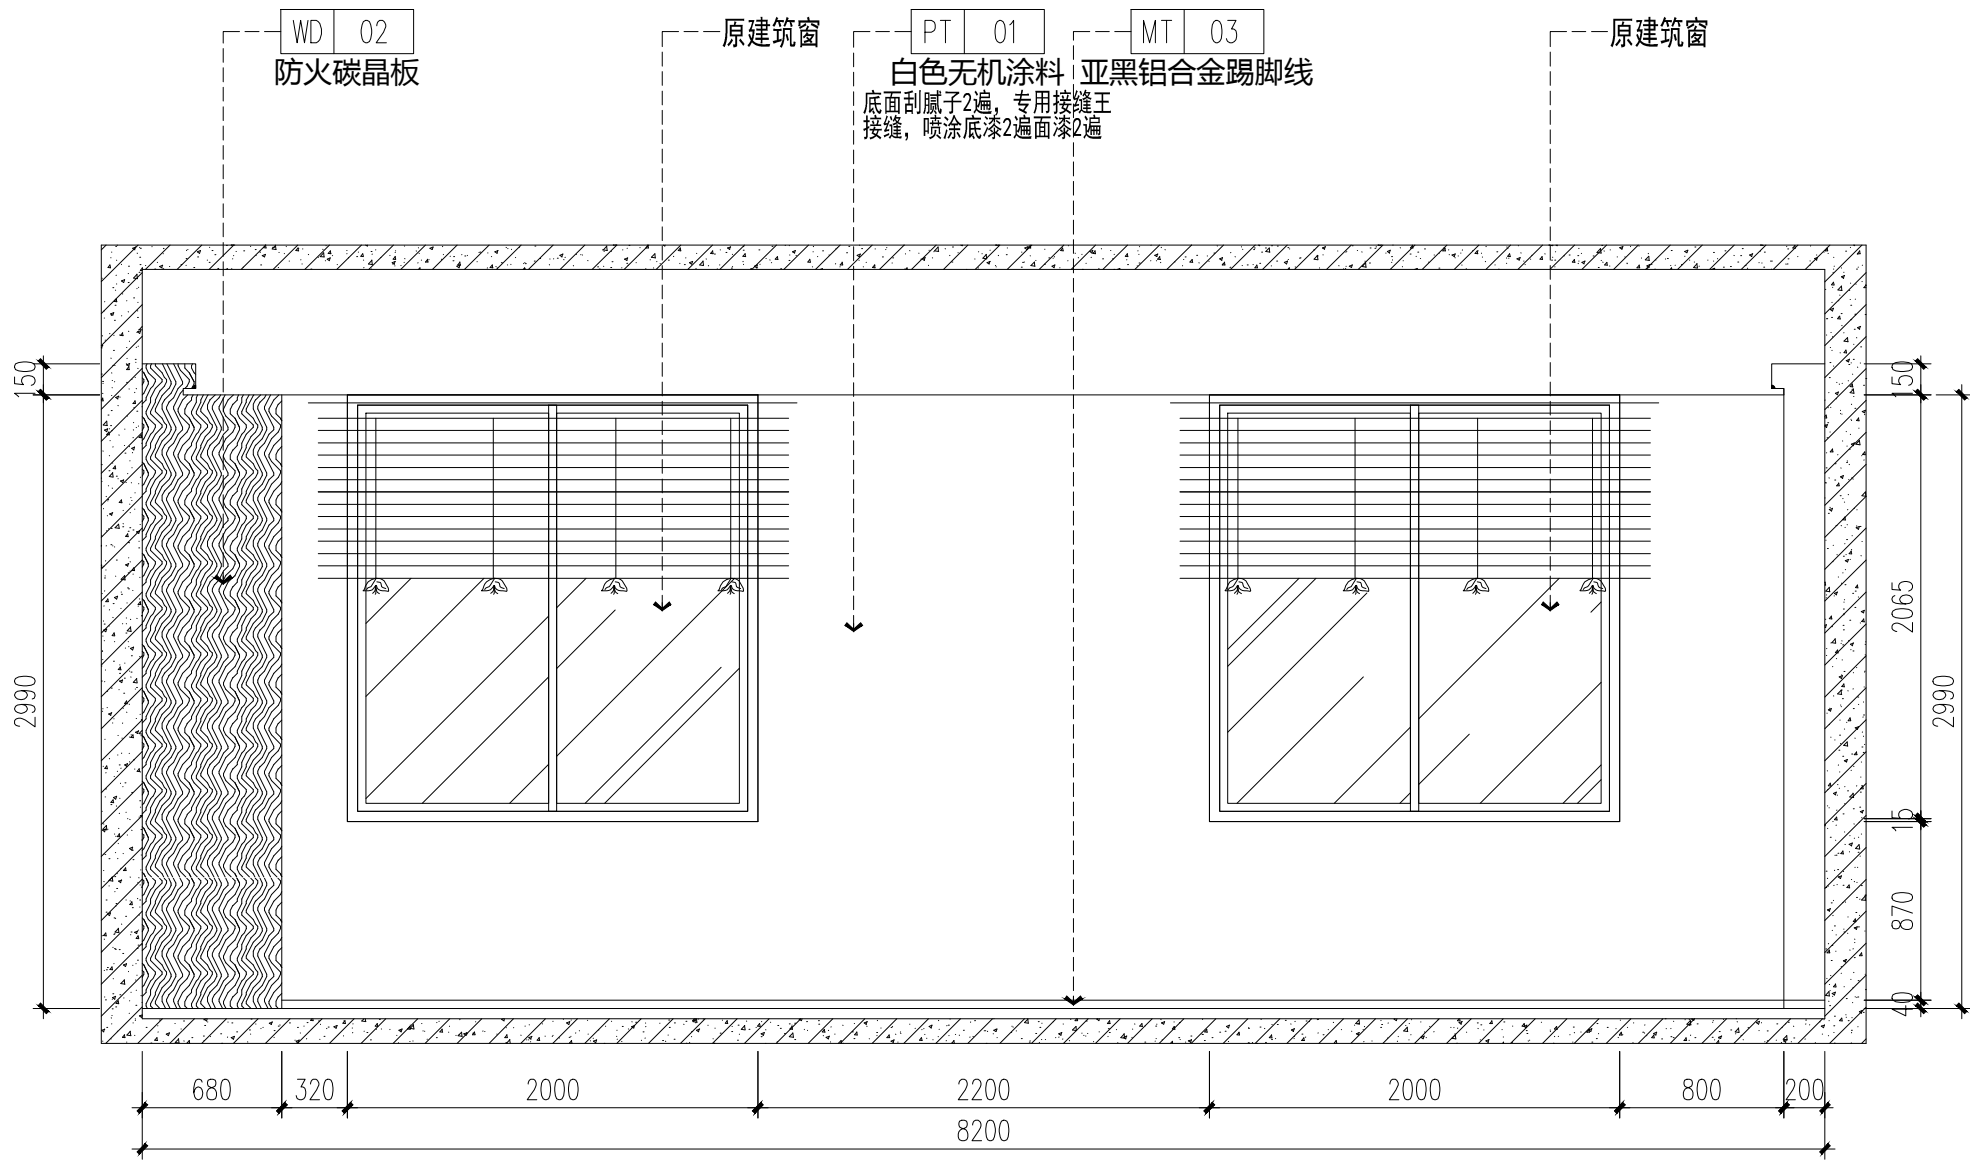 WD 02
防火碳晶板
原建筑窗
PT 01
白色无机涂料
底面刮腻子2遍，专用接缝王
接缝，喷涂底漆2遍面漆2遍
MT 03
亚黑铝合金踢脚线
原建筑窗
150
2990
150
2065
15
870
40
2990
680
320
2000
2200
2000
800
200
8200